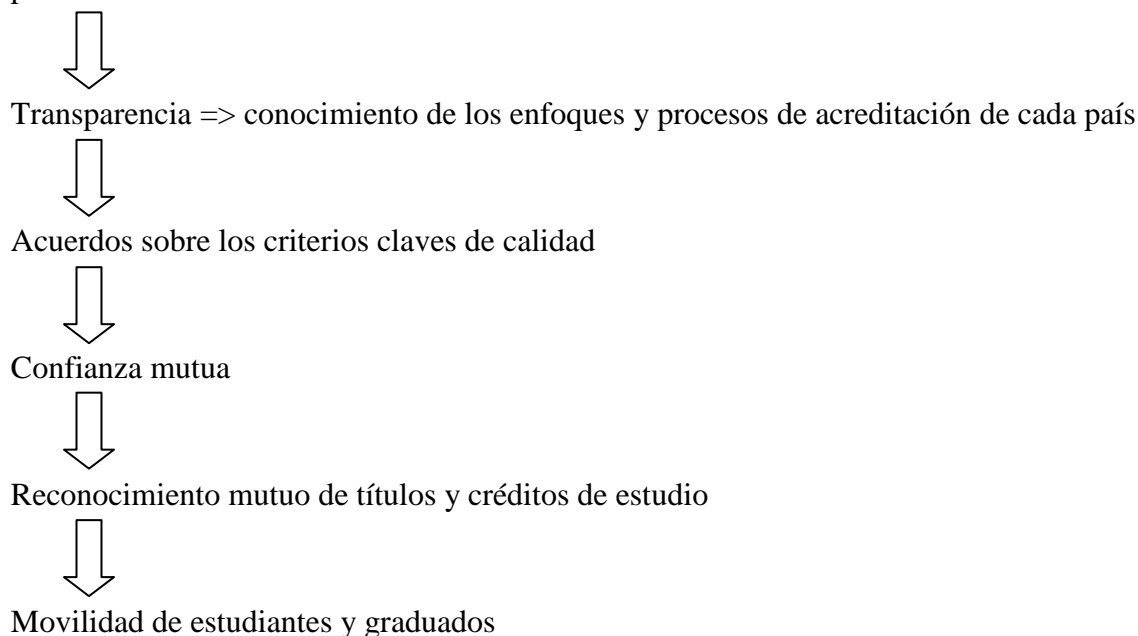 Transparencia => conocimiento de los enfoques y procesos de acreditación de cada país
Acuerdos sobre los criterios claves de calidad
Confianza mutua
Reconocimiento mutuo de títulos y créditos de estudio
Movilidad de estudiantes y graduados